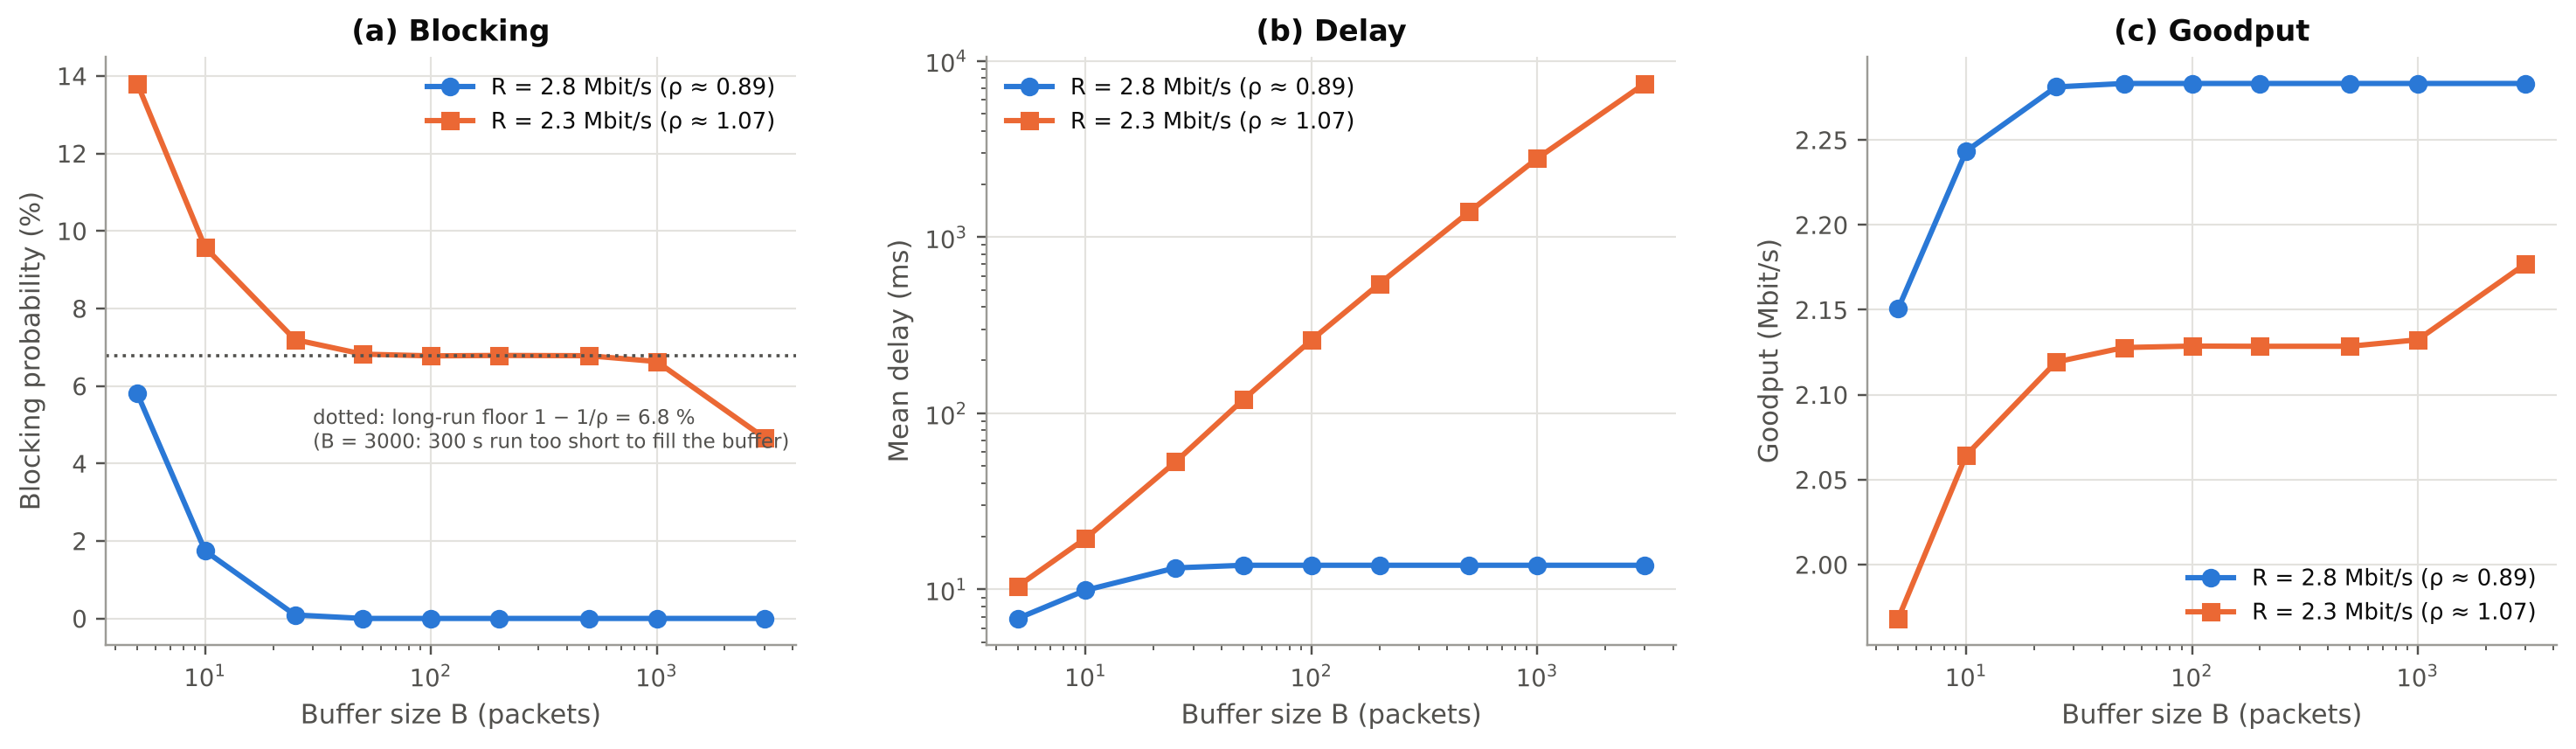 (a) Blocking
Blocking probability (%)
14
12
10
8
6
4
2
0
R = 2.8 Mbit/s (ρ ≈ 0.89)
R = 2.3 Mbit/s (ρ ≈ 1.07)
dotted: long-run floor 1 − 1/ρ = 6.8 %
(B = 3000: 300 s run too short to fill the buffer)
10¹ 10² 10³
Buffer size B (packets)
(b) Delay
Mean delay (ms)
10⁴
10³
10²
10¹
R = 2.8 Mbit/s (ρ ≈ 0.89)
R = 2.3 Mbit/s (ρ ≈ 1.07)
10¹ 10² 10³
Buffer size B (packets)
(c) Goodput
Goodput (Mbit/s)
2.25
2.20
2.15
2.10
2.05
2.00
R = 2.8 Mbit/s (ρ ≈ 0.89)
R = 2.3 Mbit/s (ρ ≈ 1.07)
10¹ 10² 10³
Buffer size B (packets)